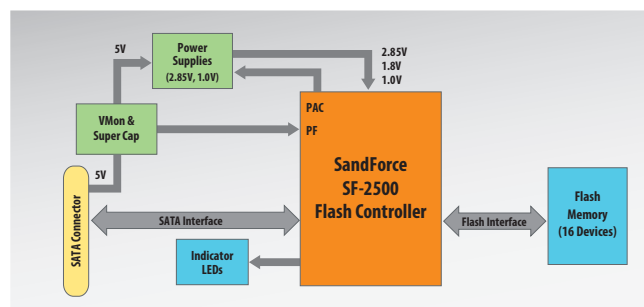 5V
Power
Supplies
(2.85V, 1.0V)
2.85V
1.8V
1.0V
VMon &
Super Cap
PAC
PF
5V
SandForce
SF-2500
Flash Controller
SATA Connector
SATA Interface
Flash Interface
Flash
Memory
(16 Devices)
Indicator
LEDs